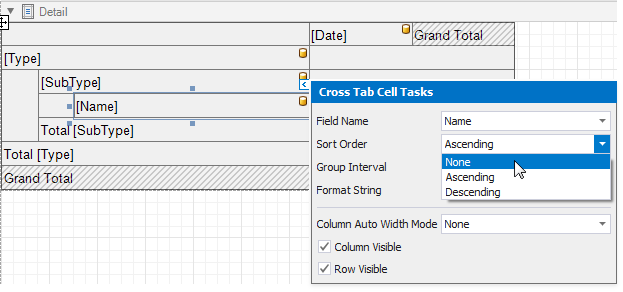 Detail
[Date]
Grand Total
[Type]
[SubType]
[Name]
Total [SubType]
Total [Type]
Grand Total
Cross Tab Cell Tasks
Field Name
Name
Sort Order
Ascending
None
Ascending
Descending
Group Interval
Format String
Column Auto Width Mode
None
Column Visible
Row Visible